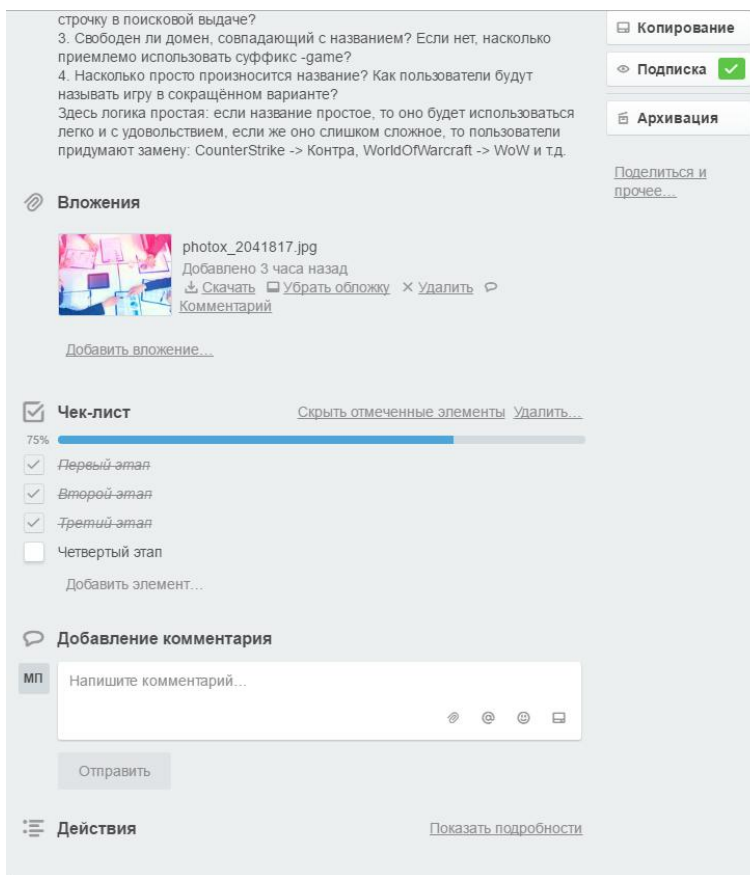 строчку в поисковой выдаче?
3. Свободен ли домен, совпадающий с названием? Если нет, насколько
приемлемо использовать суффикс -game?
4. Насколько просто произносится название? Как пользователи будут
называть игру в сокращённом варианте?
Здесь логика простая: если название простое, то оно будет использоваться
легко и с удовольствием, если же оно слишком сложное, то пользователи
придумают замену: CounterStrike -> Контра, WorldOfWarcraft -> WoW и т.д.
Копирование
Подписка
Архивация
Поделиться и
прочее…
Вложения
photox_2041817.jpg
Добавлено 3 часа назад
Скачать Убрать обложку Удалить
Комментарий
Добавить вложение…
Чек-лист Скрыть отмеченные элементы Удалить…
75%
Первый этап
Второй этап
Третий этап
Четвертый этап
Добавить элемент…
Добавление комментария
МП Напишите комментарий…
@
Отправить
Действия Показать подробности